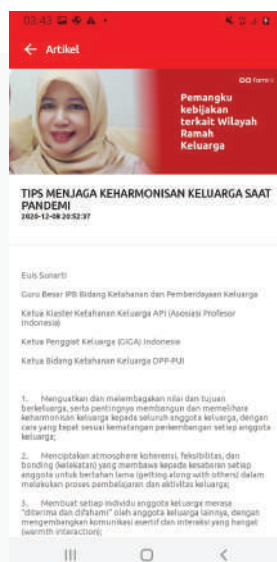 03:43
Artikel
Pemangku
kebijakan
terkait Wilayah
Ramah
Keluarga
TIPS MENJAGA KEHARMONISAN KELUARGA SAAT
PANDEMI
2020-12-08 20:52:37
Euis Sunarti
Guru Besar IPB Bidang Ketahanan dan Pemberdayaan Keluarga
Ketua Klaster Ketahanan Keluarga API (Asosiasi Profesor
Indonesia)
Ketua Penggiat Keluarga (GiGA) Indonesia
Ketua Bidang Ketahanan Keluarga DPP-PUI
1. Menguatkan dan melembagakan nilai dan tujuan
berkeluarga, serta pentingnya membangun dan memelihara
keharmonisan keluarga kepada seluruh anggota keluarga, dengan
cara yang tepat sesuai kematangan perkembangan setiap anggota
keluarga;
2. Menciptakan atmosphere koherensi, feksibilitas, dan
bonding (kelekatan) yang membawa kepada kesabaran setiap
anggota untuk bertahan lama (getting along with others) dalam
melakukan proses pembelajaran dan aktivitas keluarga;
3. Membuat setiap individu anggota keluarga merasa
"diterima dan difahami" oleh anggota keluarga lainnya, dengan
mengembangkan komunikasi asertif dan interaksi yang hangat
(warmth interaction);